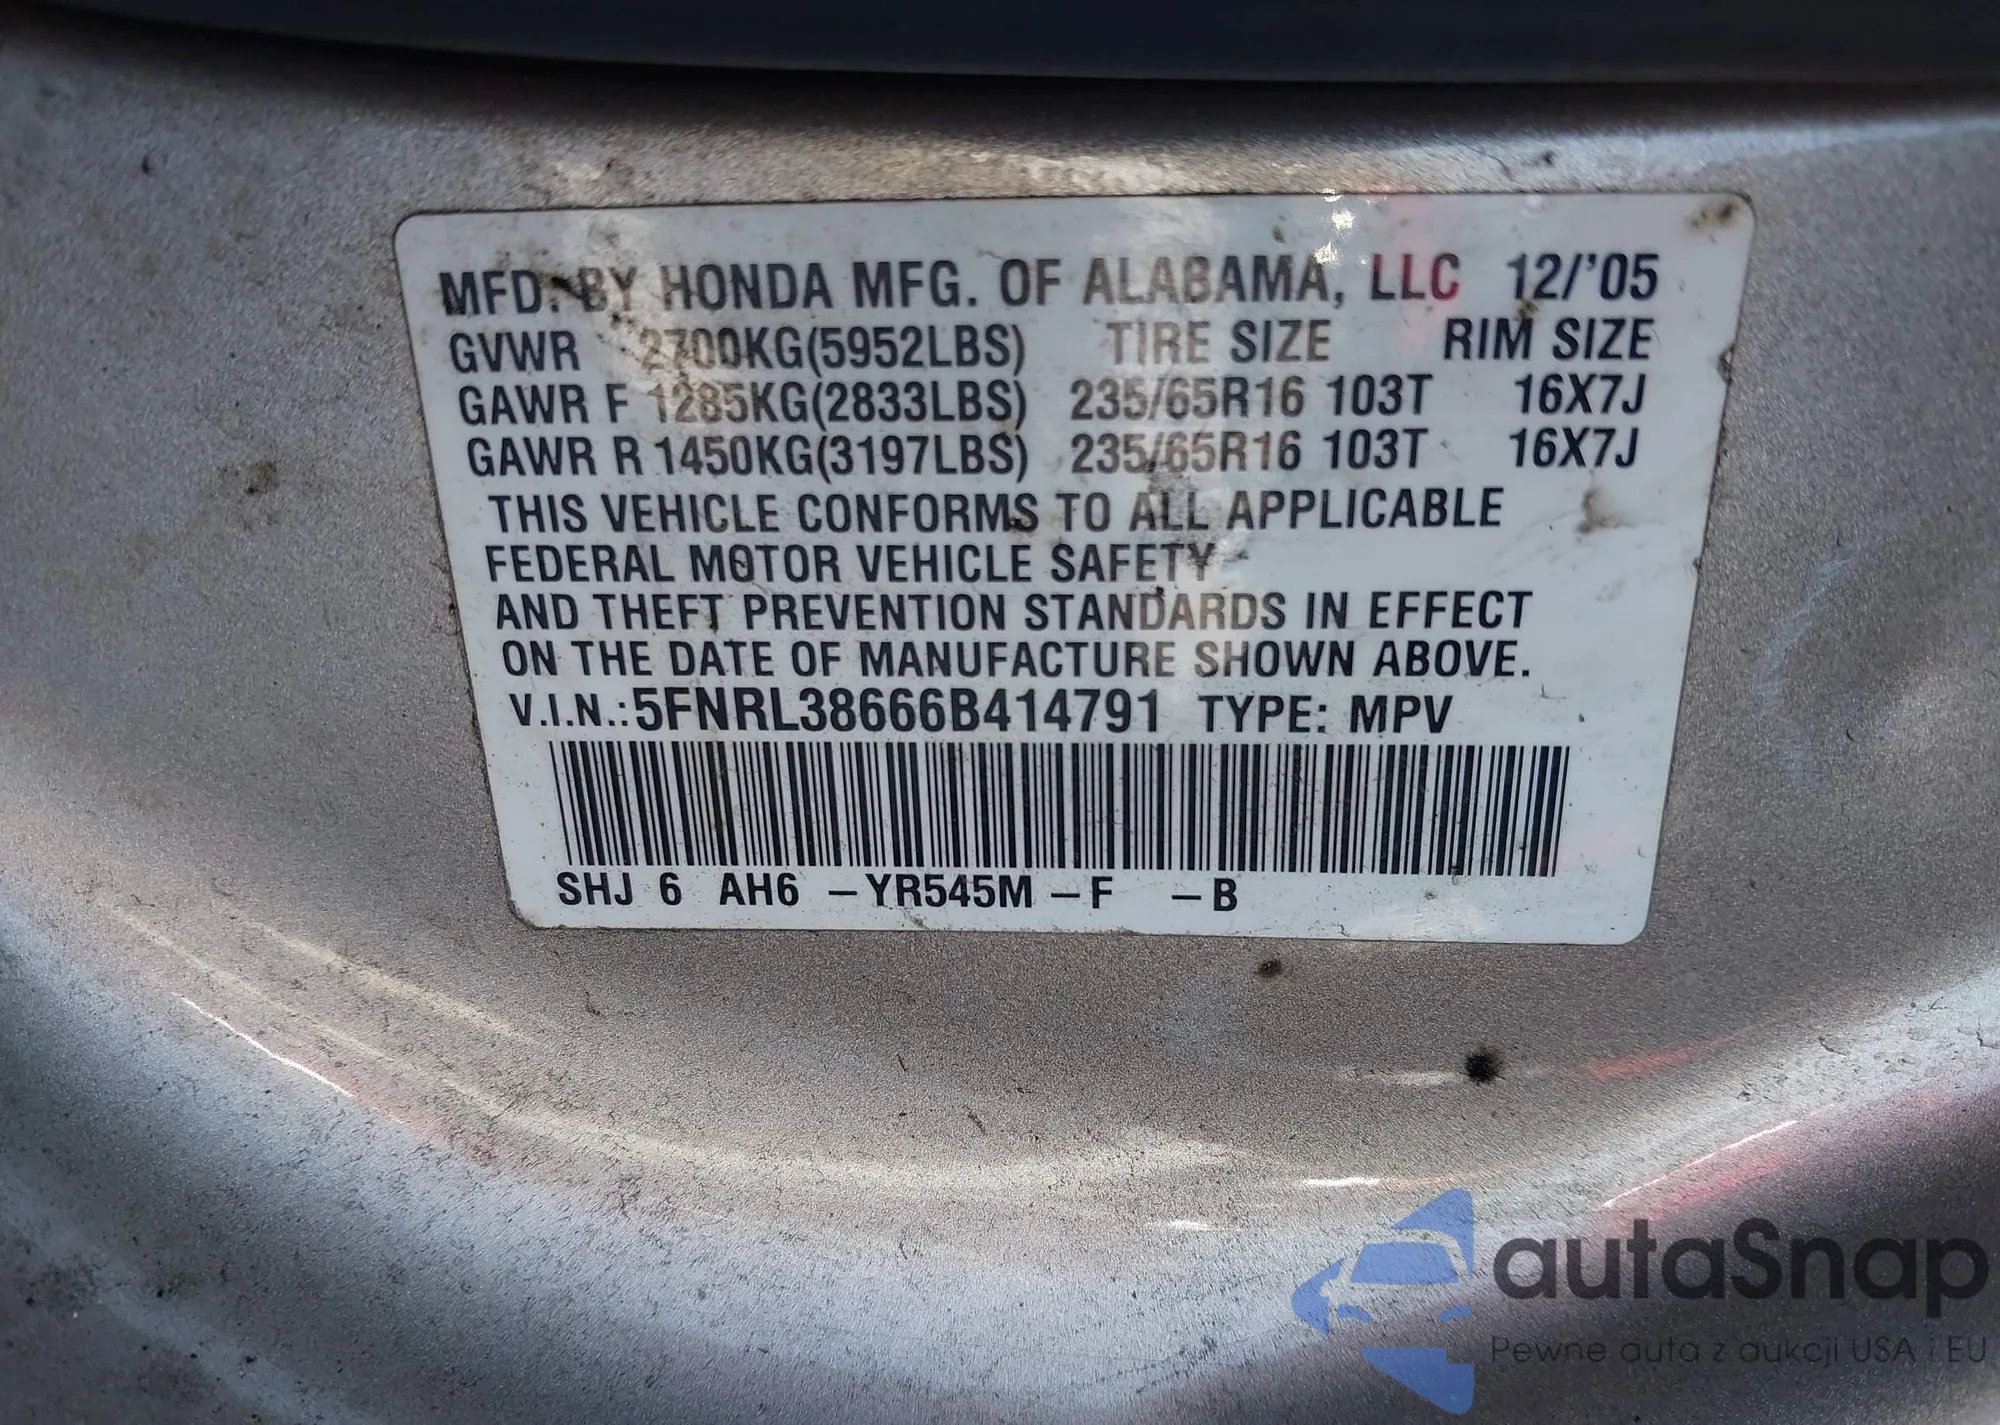 MFD. BY HONDA MFG. OF ALABAMA, LLC 12/'05
GVWR 2700KG(5952LBS) TIRE SIZE RIM SIZE
GAWR F 1285KG(2833LBS) 235/65R16 103T 16X7J
GAWR R 1450KG(3197LBS) 235/65R16 103T 16X7J
THIS VEHICLE CONFORMS TO ALL APPLICABLE
FEDERAL MOTOR VEHICLE SAFETY
AND THEFT PREVENTION STANDARDS IN EFFECT
ON THE DATE OF MANUFACTURE SHOWN ABOVE.
V.I.N.: 5FNRL38666B414791 TYPE: MPV
SHJ 6 AH6 –YR545M –F –B
autaSnap
Pewne auta z aukcji USA i EU